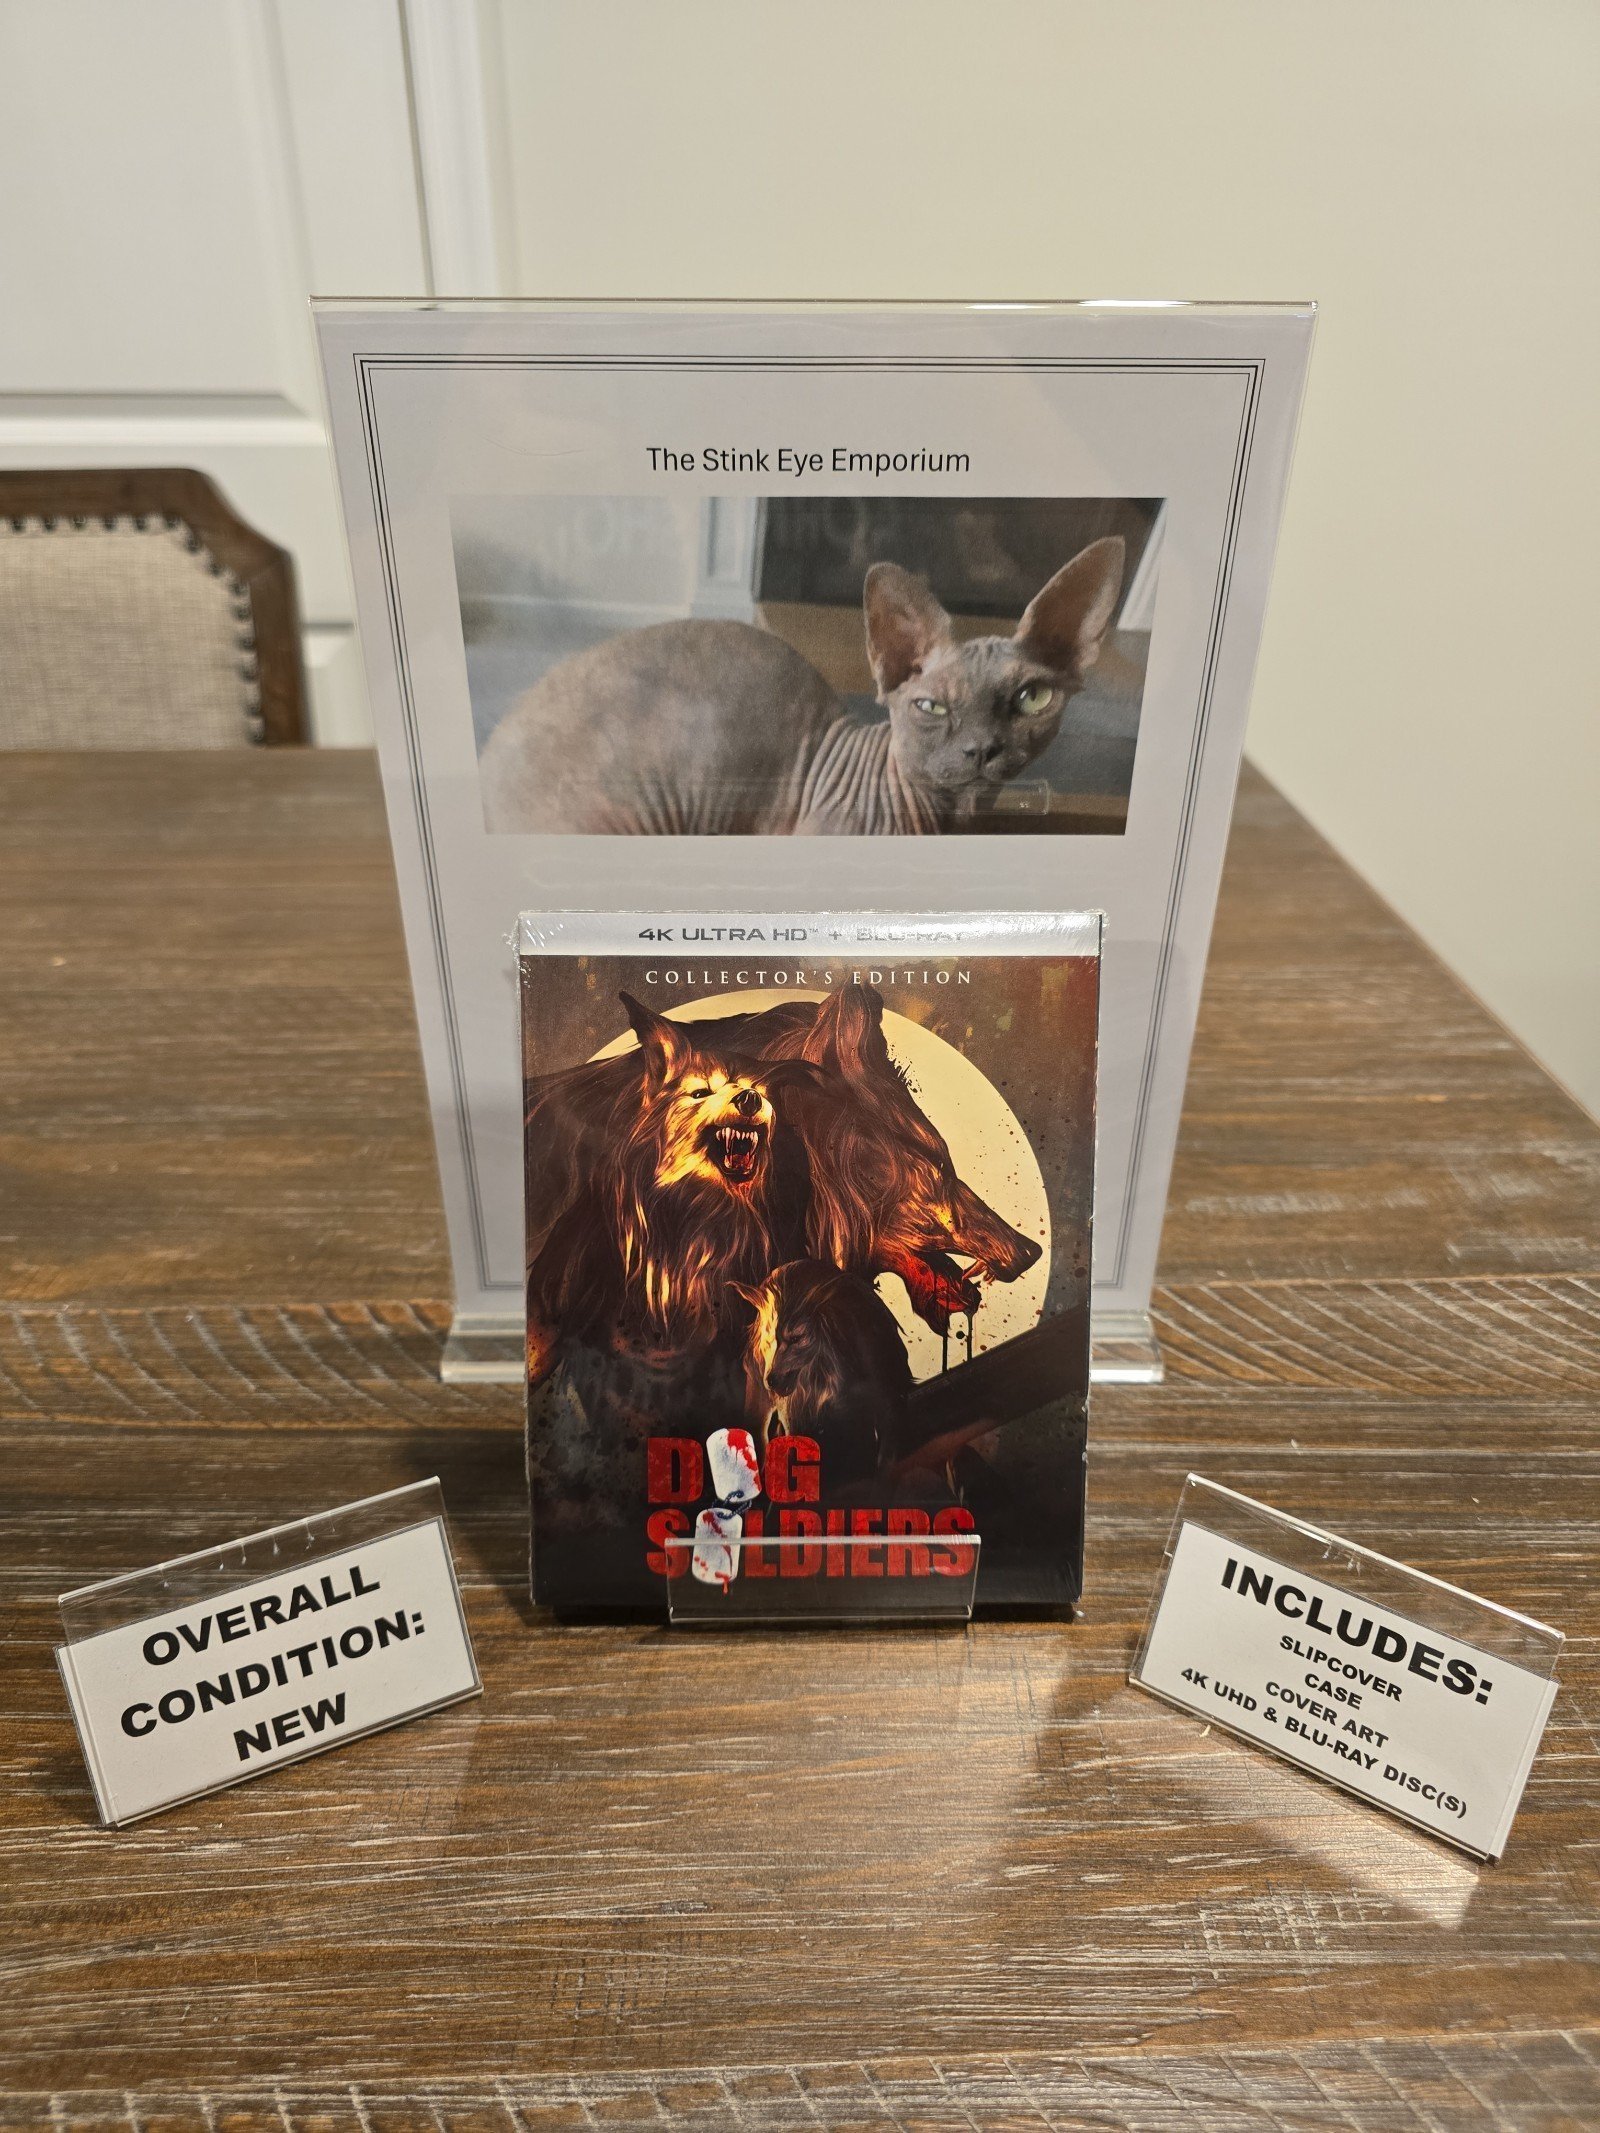 The Stink Eye Emporium
4K ULTRA HD™ + BLU-RAY
COLLECTOR'S EDITION
DOG
SOLDIERS
OVERALL
CONDITION:
NEW
INCLUDES:
SLIPCOVER
CASE
COVER ART
4K UHD & BLU-RAY DISC(S)